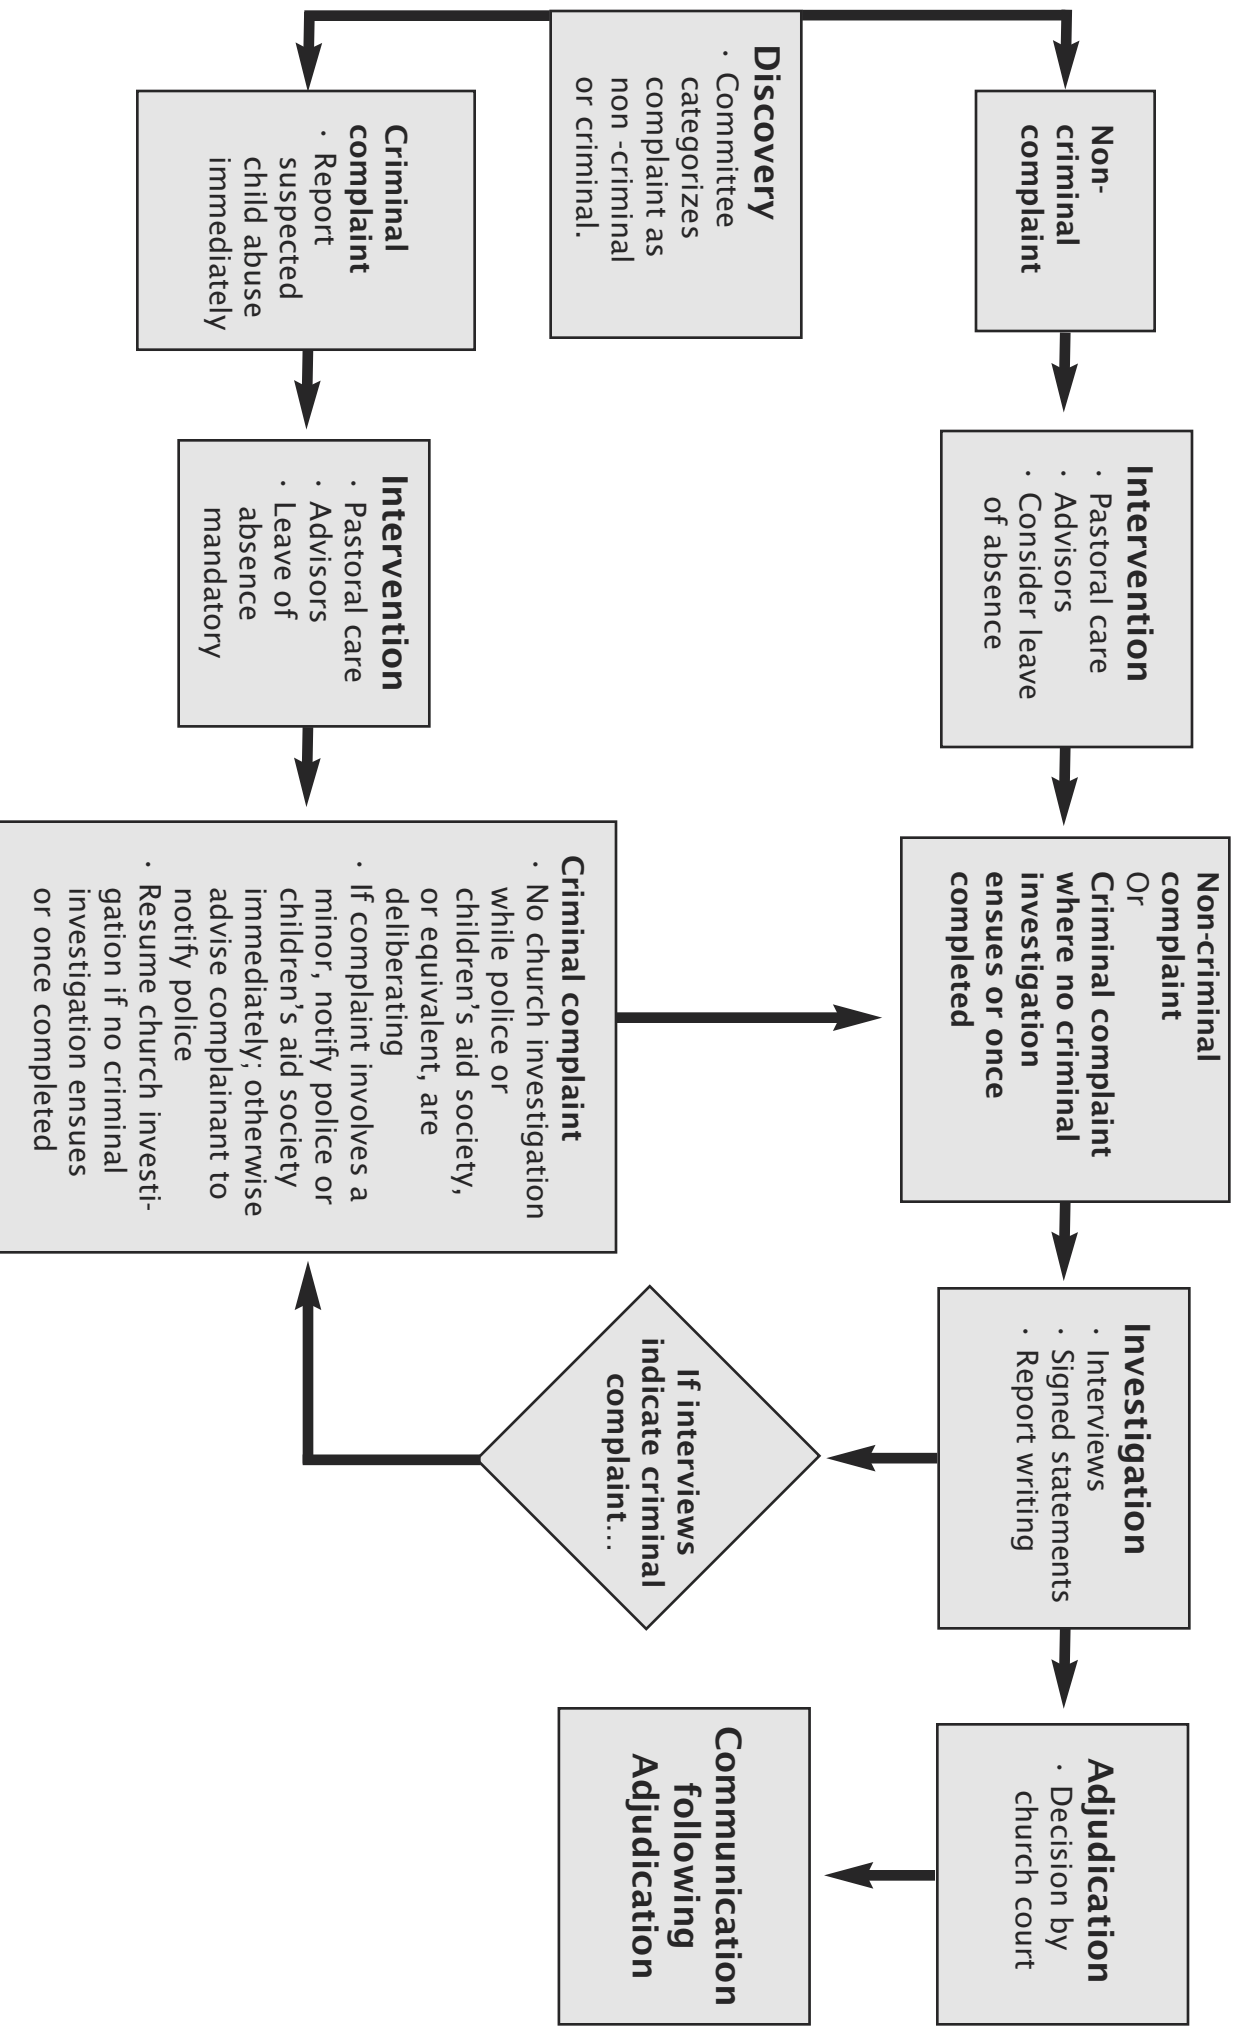 Discovery
· Committee
categorizes
complaint as
non -criminal
or criminal.
Non-
criminal
complaint
Intervention
· Pastoral care
· Advisors
· Consider leave
of absence
Non-criminal
complaint
Or
Criminal complaint
where no criminal
investigation
ensues or once
completed
Investigation
· Interviews
· Signed statements
· Report writing
Adjudication
· Decision by
church court
Communication
following
Adjudication
If interviews
indicate criminal
complaint...
Criminal
complaint
· Report
suspected
child abuse
immediately
Intervention
· Pastoral care
· Advisors
· Leave of
absence
mandatory
Criminal complaint
· No church investigation
while police or
children’s aid society,
or equivalent, are
deliberating
· If complaint involves a
minor, notify police or
children’s aid society
immediately; otherwise
advise complainant to
notify police
· Resume church investi-
gation if no criminal
investigation ensues
or once completed